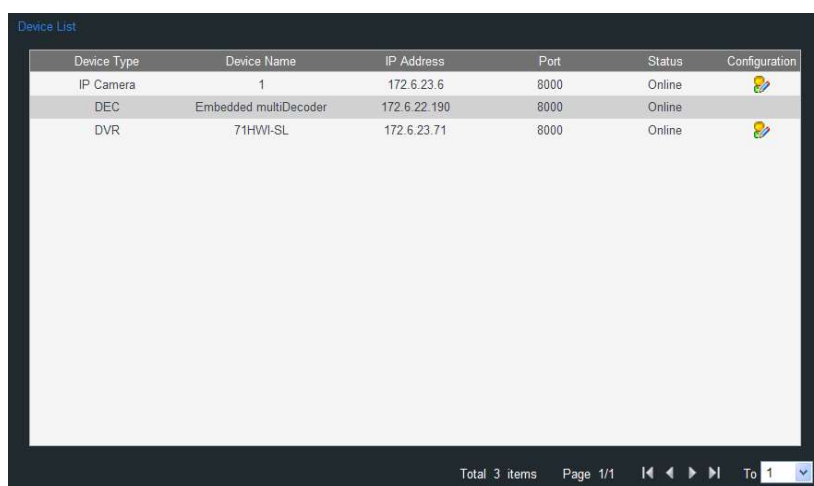 Device List
Device Type Device Name IP Address Port Status Configuration
IP Camera 1 172.6.23.6 8000 Online
DEC Embedded multiDecoder 172.6.22.190 8000 Online
DVR 71HWI-SL 172.6.23.71 8000 Online
Total 3 items Page 1/1 To 1